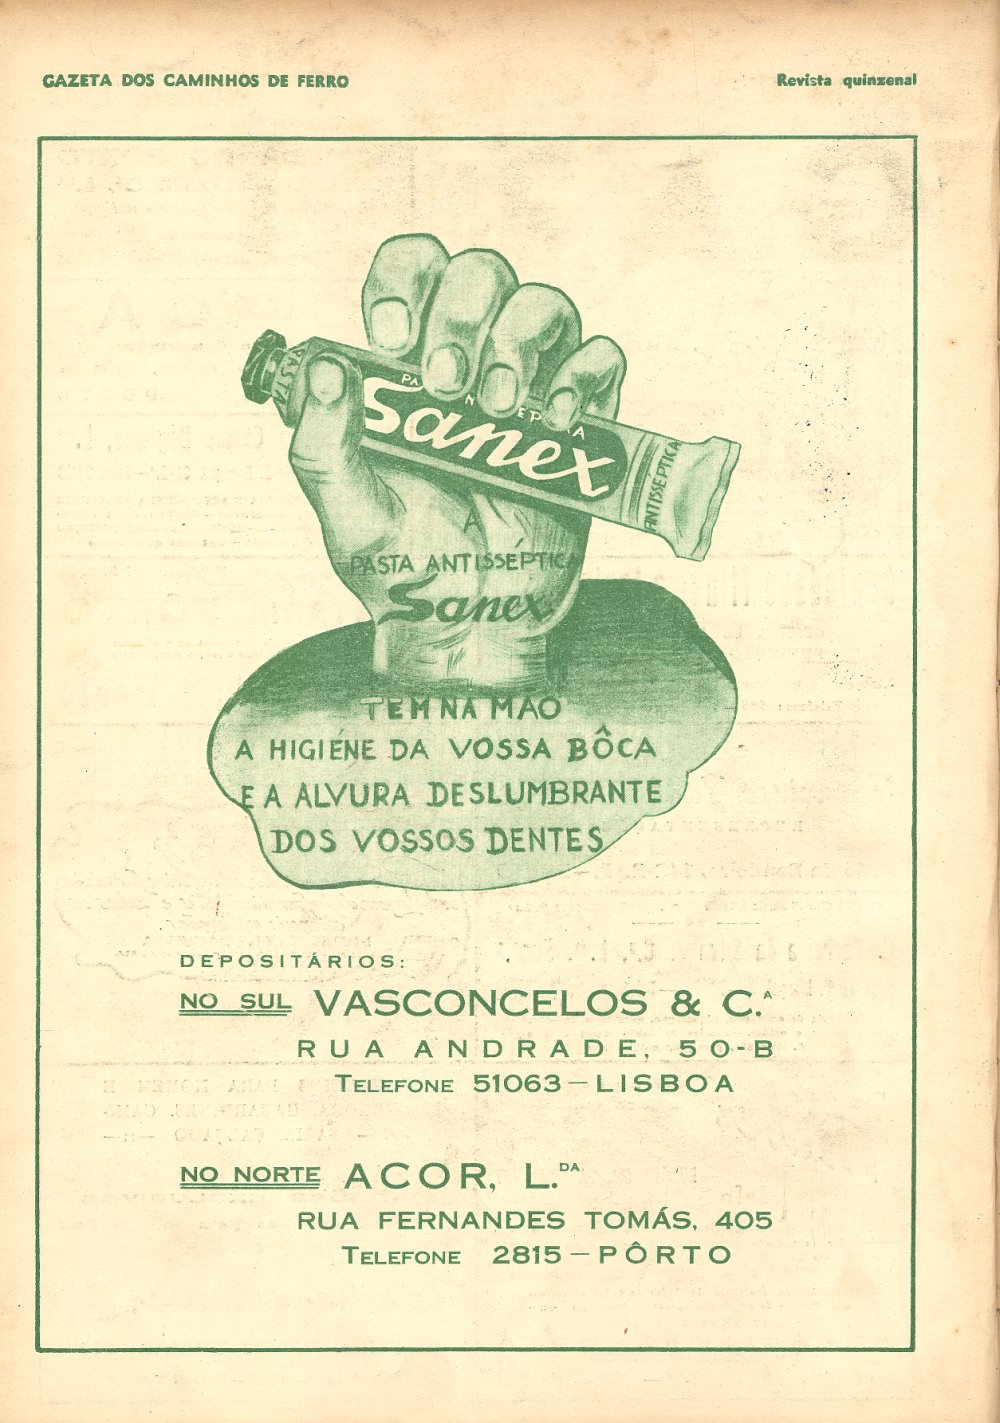 GAZETA DOS CAMINHOS DE FERRO
Revista quinzenal
PASTA
Sanex
ANTISSEPTICA
A
PASTA ANTISSÉPTICA
Sanex
TEM NA MÃO
A HIGIÉNE DA VOSSA BÔCA
E A ALVURA DESLUMBRANTE
DOS VOSSOS DENTES
DEPOSITÁRIOS:
NO SUL VASCONCELOS & C.A
RUA ANDRADE, 50-B
TELEFONE 51063 — LISBOA
NO NORTE ACOR, L.DA
RUA FERNANDES TOMÁS, 405
TELEFONE 2815 — PÔRTO